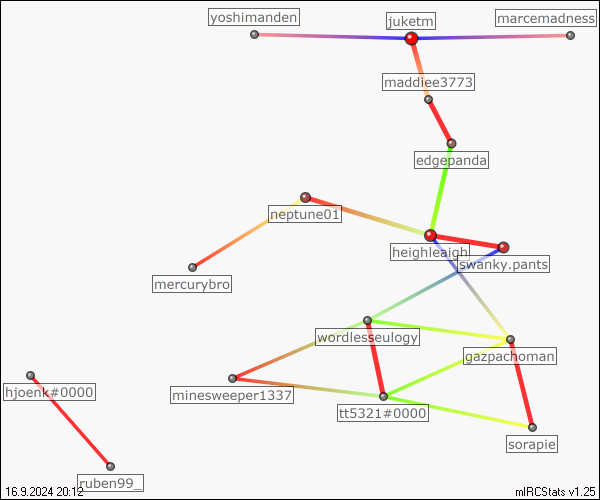 yoshimanden
juketm
marcemadness
maddiee3773
edgepanda
neptune01
heighleaigh
swanky.pants
mercurybro
wordlesseulogy
gazpachoman
hjoenk#0000
minesweeper1337
tt5321#0000
sorapie
ruben99_
16.9.2024 20:12
mIRCStats v1.25